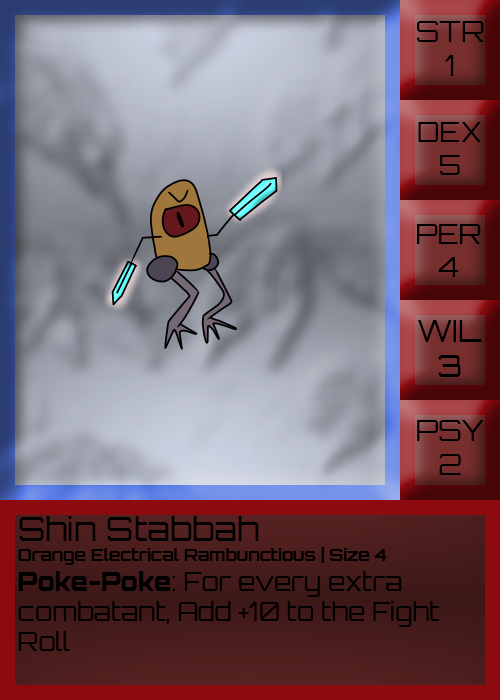 STR
1
DEX
5
PER
4
WIL
3
PSY
2
Shin Stabbah
Orange Electrical Rambunctious | Size 4
Poke-Poke: For every extra
combatant, Add +10 to the Fight
Roll